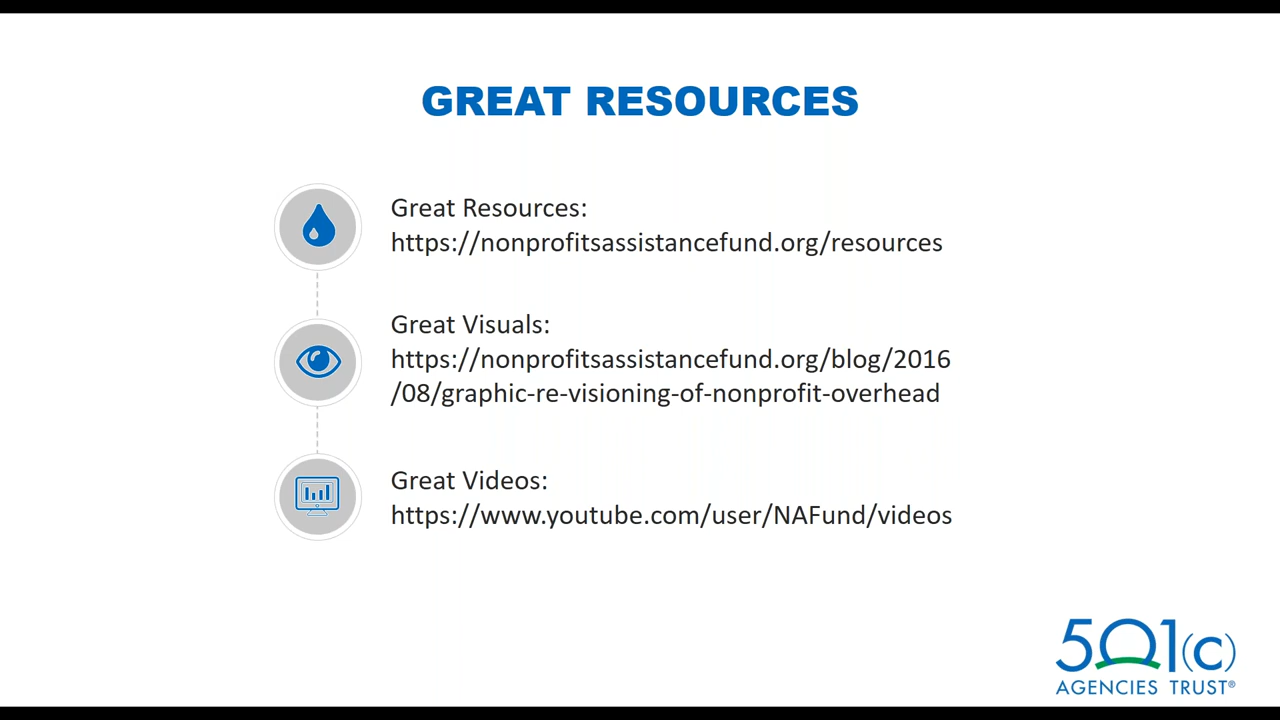 GREAT RESOURCES
Great Resources:
https://nonprofitsassistancefund.org/resources
Great Visuals:
https://nonprofitsassistancefund.org/blog/2016
/08/graphic-re-visioning-of-nonprofit-overhead
Great Videos:
https://www.youtube.com/user/NAFund/videos
501(c)
AGENCIES TRUST®